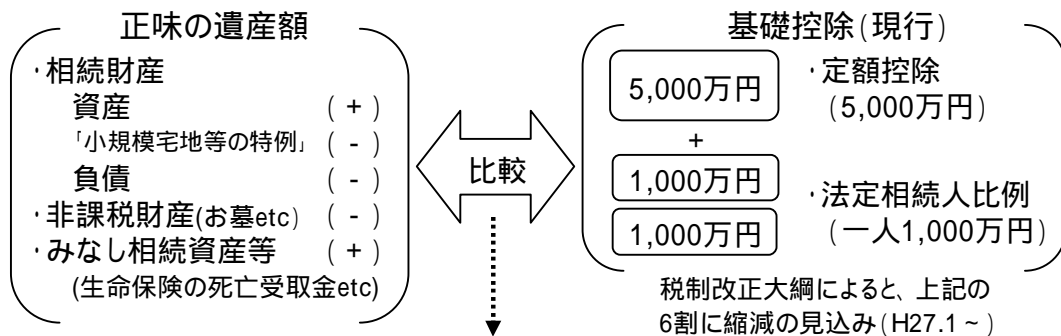 正味の遺産額
・相続財産
資産 (+)
「小規模宅地等の特例」 (-)
負債 (-)
・非課税財産(お墓etc) (-)
・みなし相続資産等 (+)
(生命保険の死亡受取金etc)
比較
基礎控除(現行)
5,000万円
・定額控除
(5,000万円)
+
1,000万円
1,000万円
・法定相続人比例
(一人1,000万円)
税制改正大綱によると、上記の
6割に縮減の見込み(H27.1~)